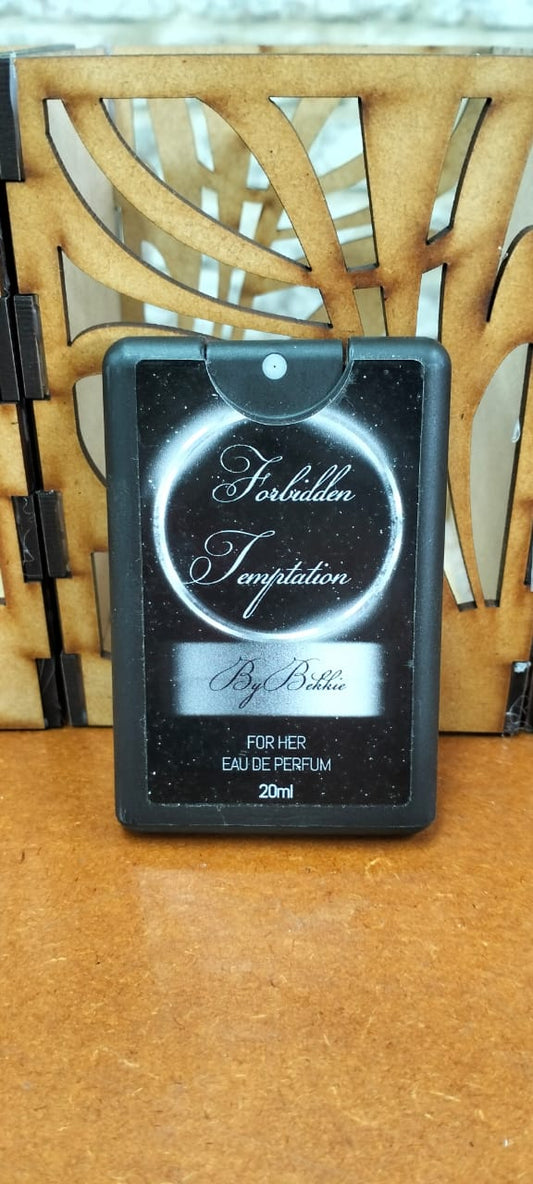 Forbidden
Temptation
By Bekkie
FOR HER
EAU DE PERFUM
20ml